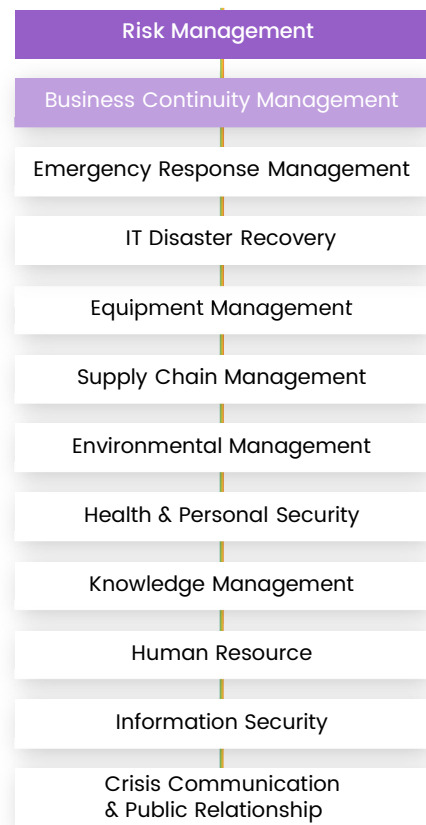 Risk Management
Business Continuity Management
Emergency Response Management
IT Disaster Recovery
Equipment Management
Supply Chain Management
Environmental Management
Health & Personal Security
Knowledge Management
Human Resource
Information Security
Crisis Communication
& Public Relationship